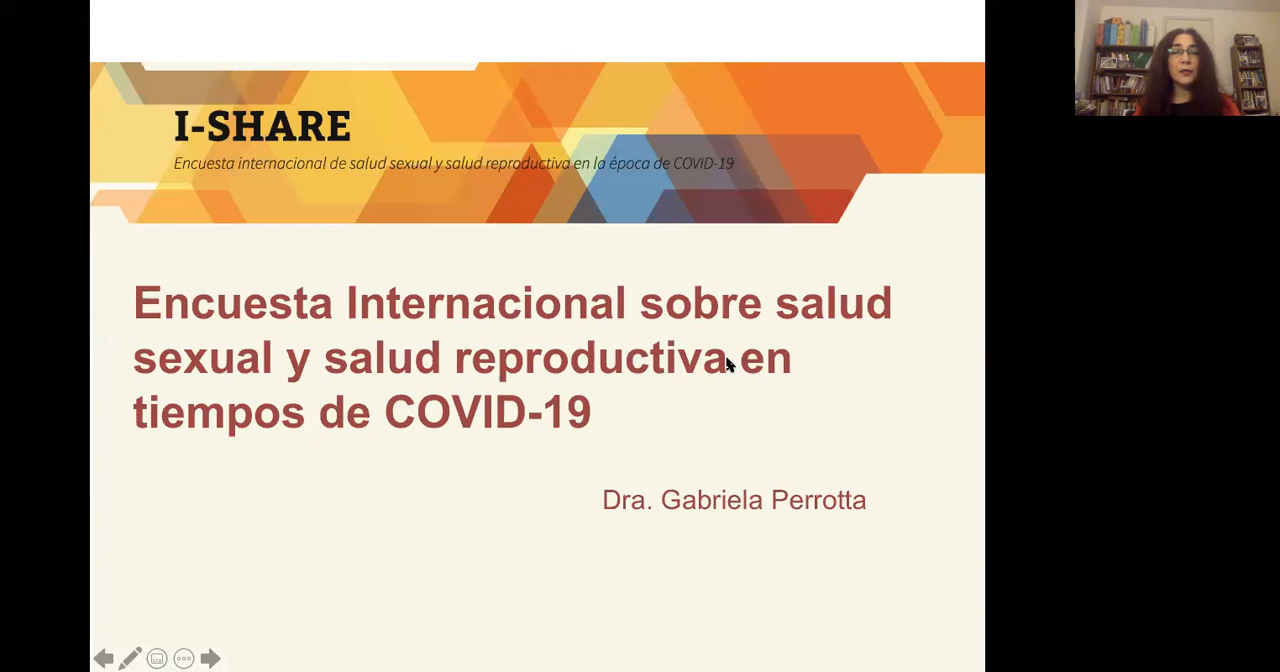 I-SHARE
Encuesta internacional de salud sexual y salud reproductiva en la época de COVID-19
Encuesta Internacional sobre salud
sexual y salud reproductiva en
tiempos de COVID-19
Dra. Gabriela Perrotta